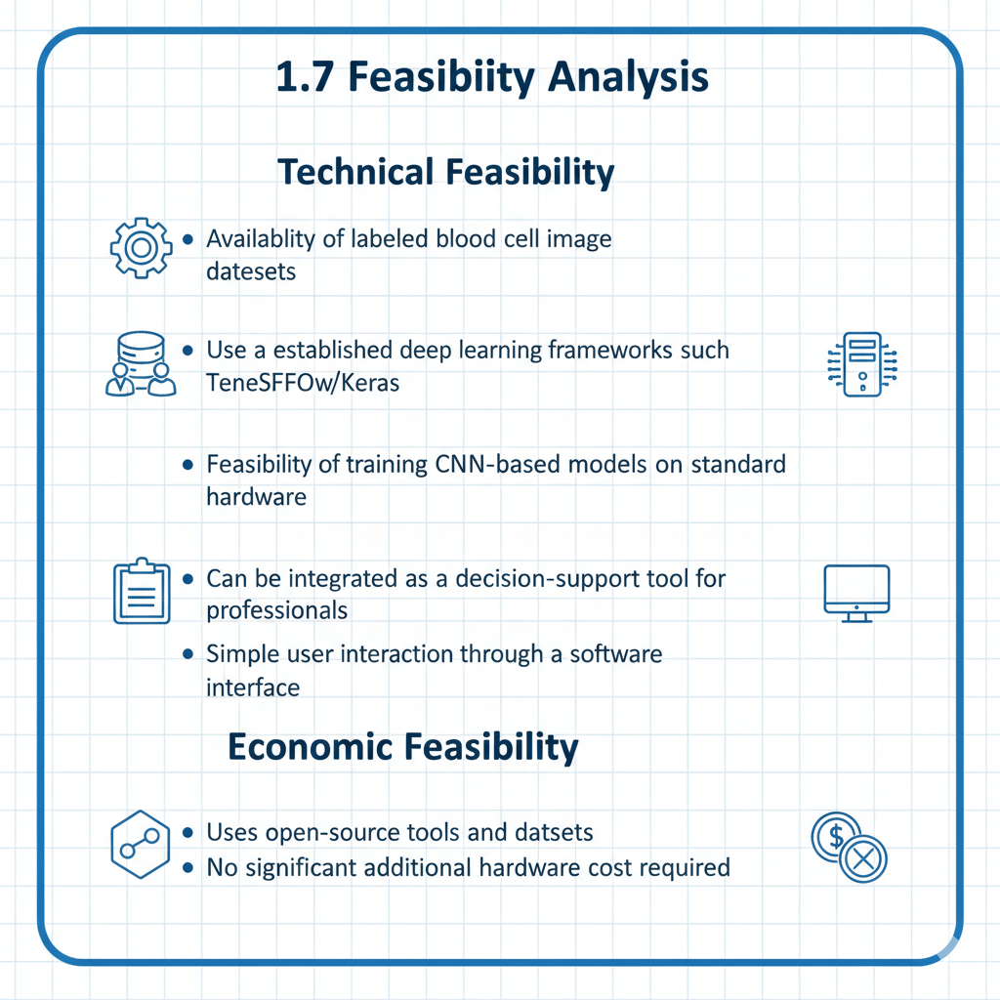 1.7 Feasibiity Analysis
Technical Feasibility
• Availablity of labeled blood cell image
datesets
• Use a established deep learning frameworks such
TeneSFFOw/Keras
• Feasibility of training CNN-based models on standard
hardware
• Can be integrated as a decision-support tool for
professionals
• Simple user interaction through a software
interface
Economic Feasibility
• Uses open-source tools and datsets
• No significant additional hardware cost required
$